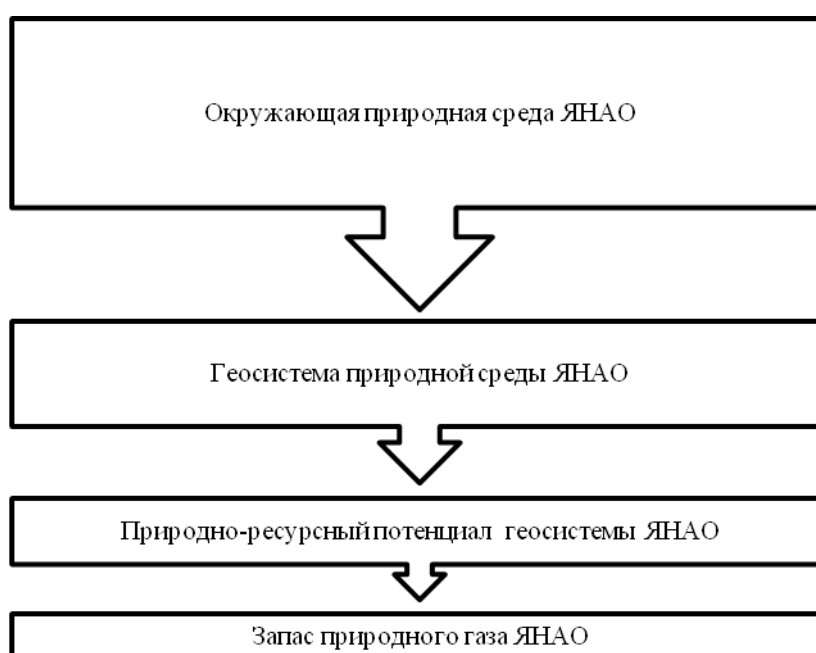 Окружающая природная среда ЯНАО
Геосистема природной среды ЯНАО
Природно-ресурсный потенциал геосистемы ЯНАО
Запас природного газа ЯНАО